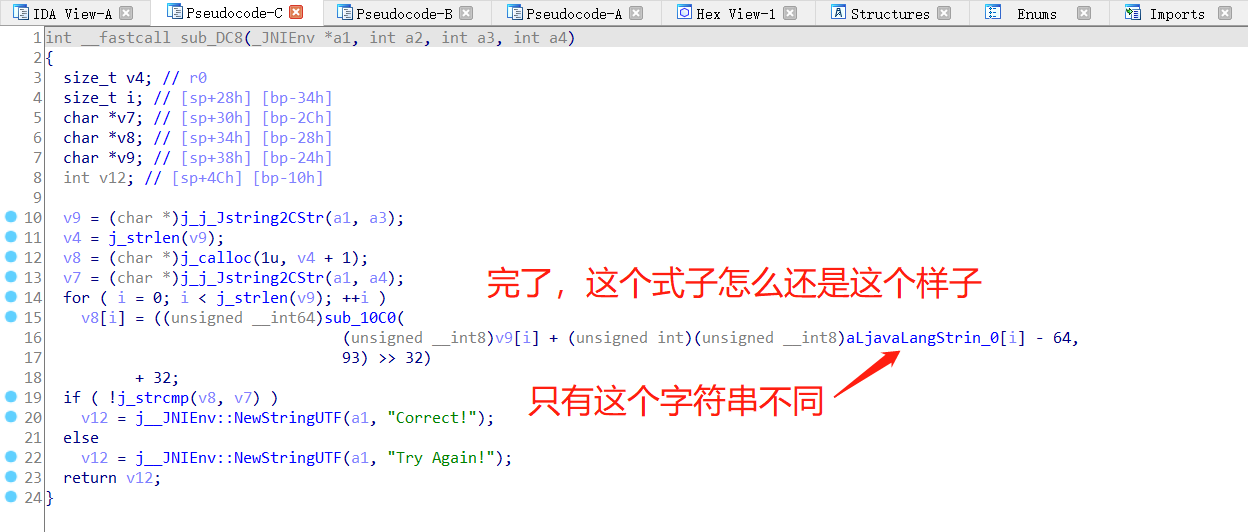 IDA View-A Pseudocode-C Pseudocode-B Pseudocode-A Hex View-1 Structures Enums Imports
1 int __fastcall sub_DC8(_JNIEnv *a1, int a2, int a3, int a4)
2 {
3 size_t v4; // r0
4 size_t i; // [sp+28h] [bp-34h]
5 char *v7; // [sp+30h] [bp-2Ch]
6 char *v8; // [sp+34h] [bp-28h]
7 char *v9; // [sp+38h] [bp-24h]
8 int v12; // [sp+4Ch] [bp-10h]
9
10 v9 = (char *)j_j_Jstring2CStr(a1, a3);
11 v4 = j_strlen(v9);
12 v8 = (char *)j_calloc(1u, v4 + 1);
13 v7 = (char *)j_j_Jstring2CStr(a1, a4);
完了，这个式子怎么还是这个样子
14 for ( i = 0; i < j_strlen(v9); ++i )
15 v8[i] = ((unsigned __int64)sub_10C0(
16 (unsigned __int8)v9[i] + (unsigned int)(unsigned __int8)aLjavaLangStrin_0[i] - 64,
17 93) >> 32)
18 + 32;
只有这个字符串不同
19 if ( !j_strcmp(v8, v7) )
20 v12 = j__JNIEnv::NewStringUTF(a1, "Correct!");
21 else
22 v12 = j__JNIEnv::NewStringUTF(a1, "Try Again!");
23 return v12;
24 }